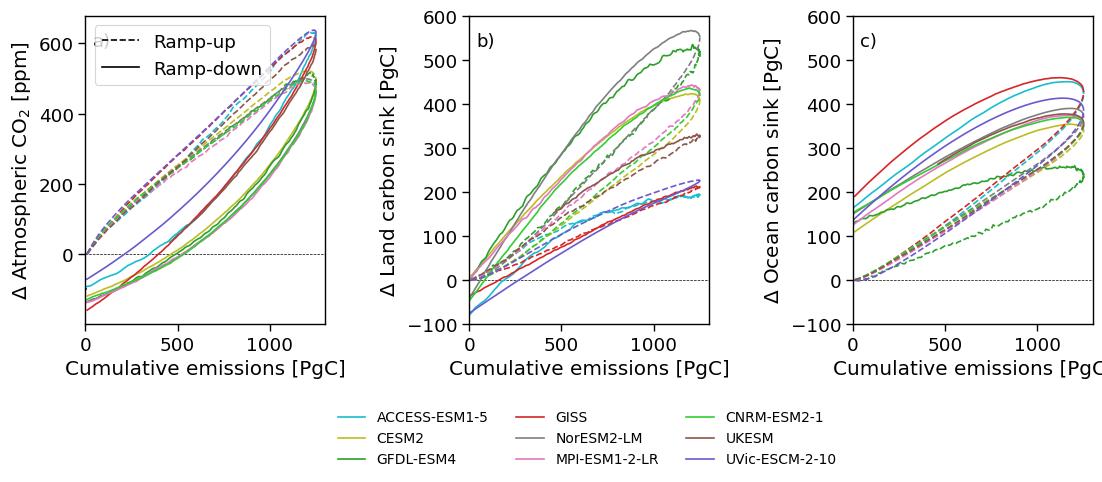 a)
Ramp-up
Ramp-down
600
400
200
0
0
500
1000
Δ Atmospheric CO₂ [ppm]
Cumulative emissions [PgC]
b)
600
500
400
300
200
100
0
−100
0
500
1000
Δ Land carbon sink [PgC]
Cumulative emissions [PgC]
c)
600
500
400
300
200
100
0
−100
0
500
1000
Δ Ocean carbon sink [PgC]
Cumulative emissions [PgC
ACCESS-ESM1-5
CESM2
GFDL-ESM4
GISS
NorESM2-LM
MPI-ESM1-2-LR
CNRM-ESM2-1
UKESM
UVic-ESCM-2-10